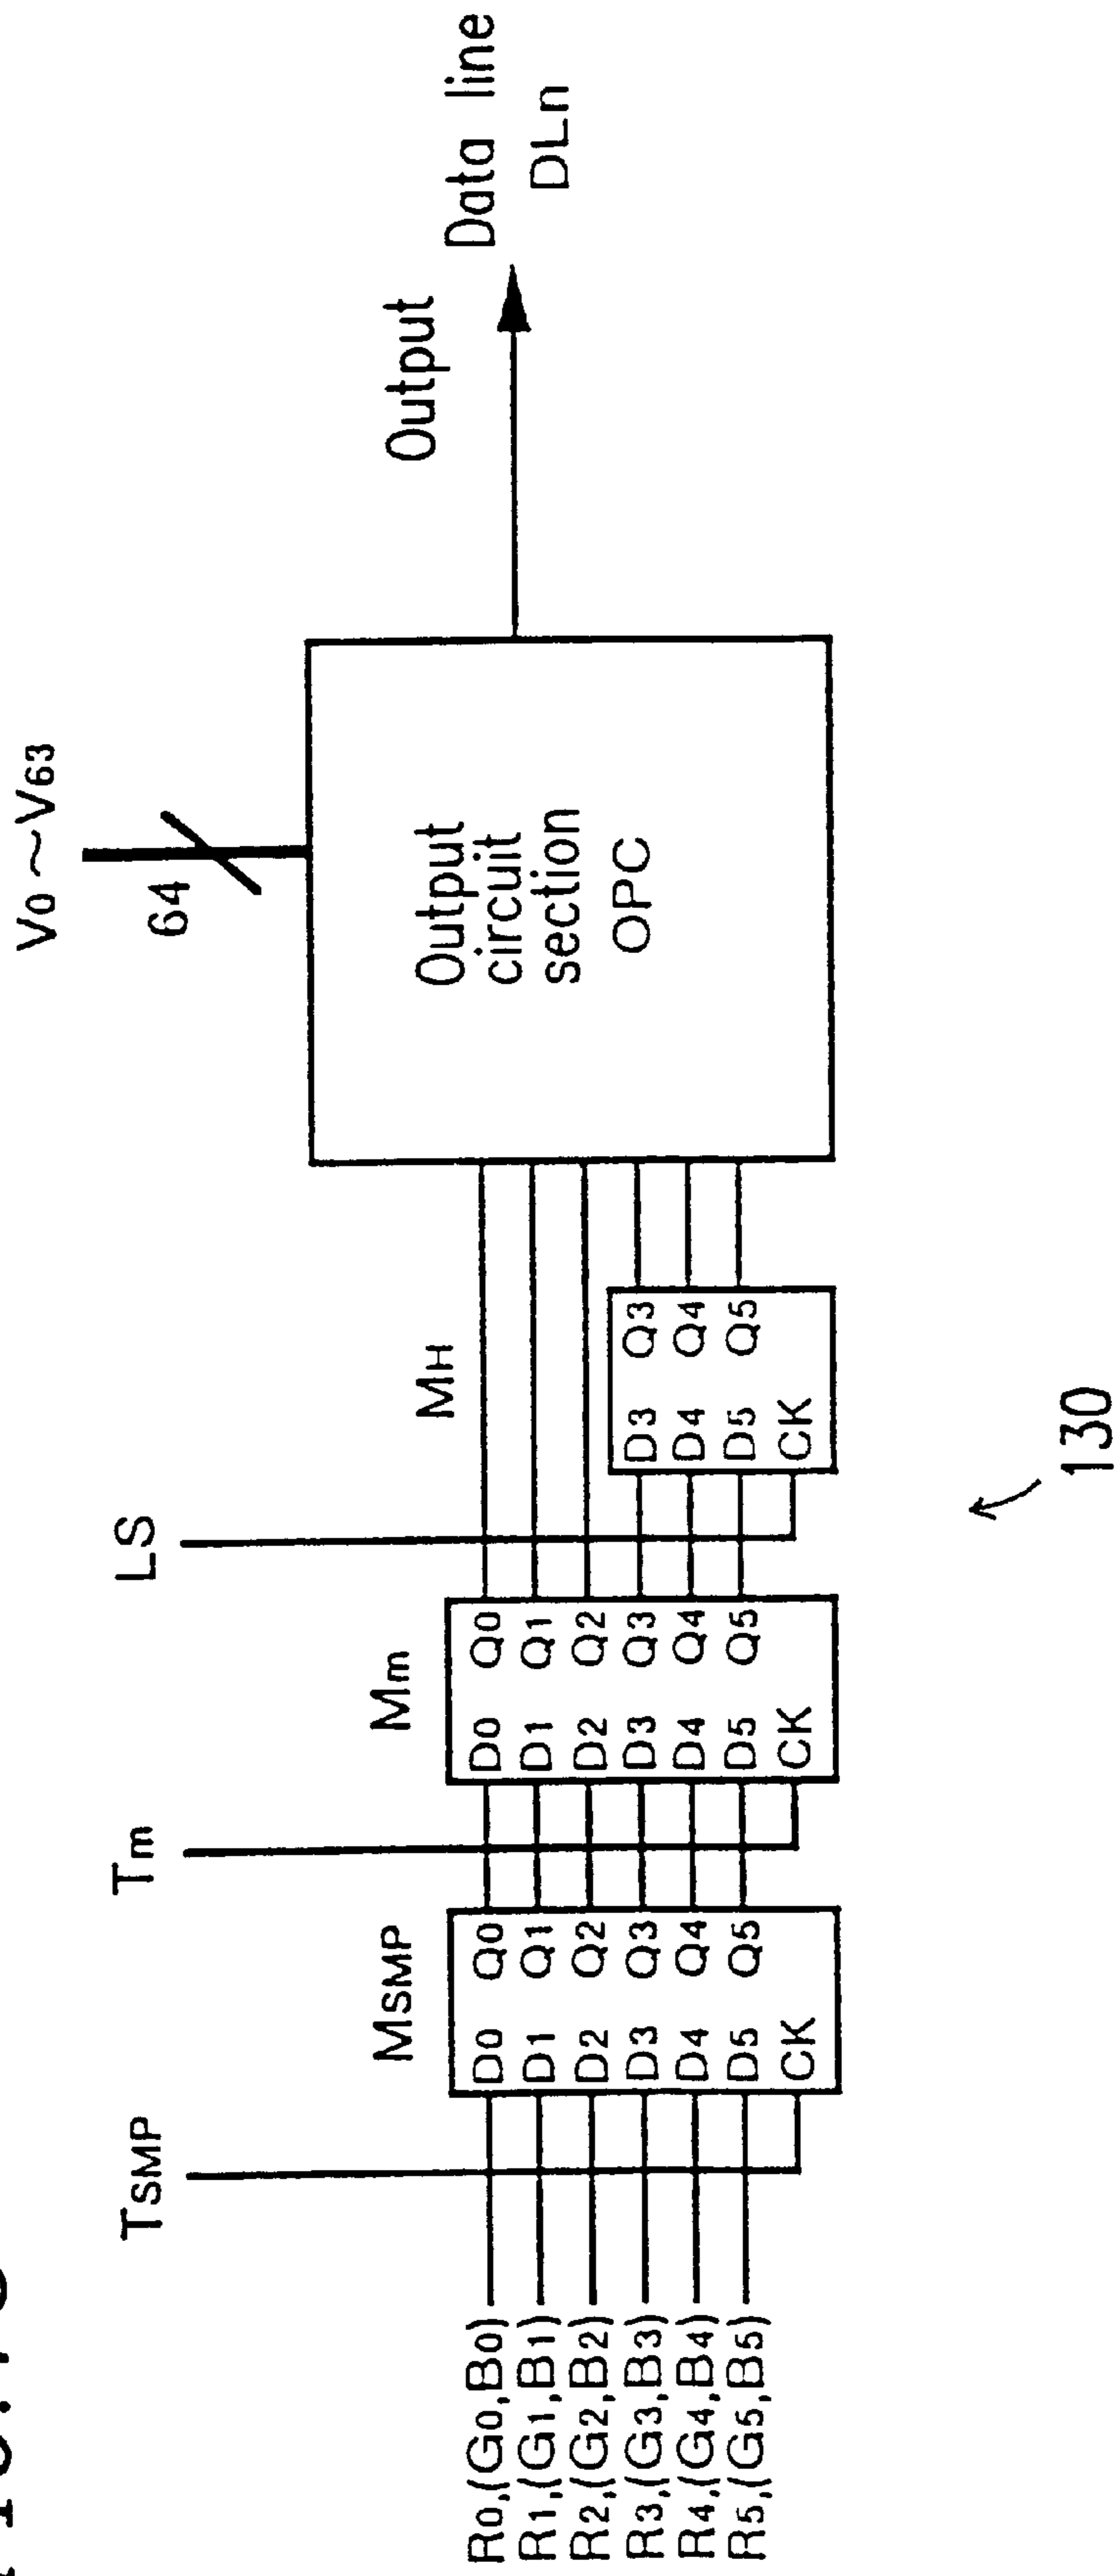 TSMP
Tm
LS
V0~V63
64
MSMP
Mm
MH
R0,(G0,B0)
R1,(G1,B1)
R2,(G2,B2)
R3,(G3,B3)
R4,(G4,B4)
R5,(G5,B5)
D0 Q0
D1 Q1
D2 Q2
D3 Q3
D4 Q4
D5 Q5
CK
D0 Q0
D1 Q1
D2 Q2
D3 Q3
D4 Q4
D5 Q5
CK
D3 Q3
D4 Q4
D5 Q5
CK
Output
circuit
section
OPC
Output
Data line
DLn
130